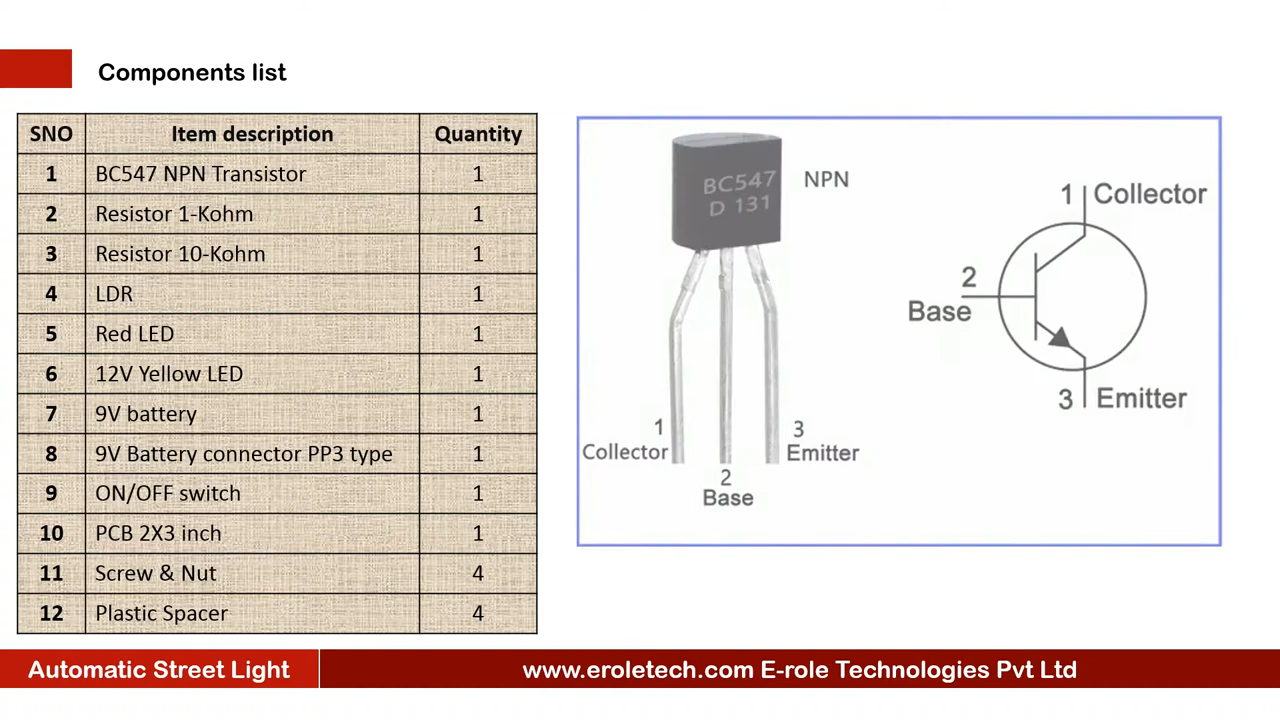 Components list
SNO Item description Quantity
1 BC547 NPN Transistor 1
2 Resistor 1-Kohm 1
3 Resistor 10-Kohm 1
4 LDR 1
5 Red LED 1
6 12V Yellow LED 1
7 9V battery 1
8 9V Battery connector PP3 type 1
9 ON/OFF switch 1
10 PCB 2X3 inch 1
11 Screw & Nut 4
12 Plastic Spacer 4
BC547
D 131
NPN
1
Collector
2
Base
3
Emitter
1 Collector
2
Base
3 Emitter
Automatic Street Light
www.eroletech.com E-role Technologies Pvt Ltd